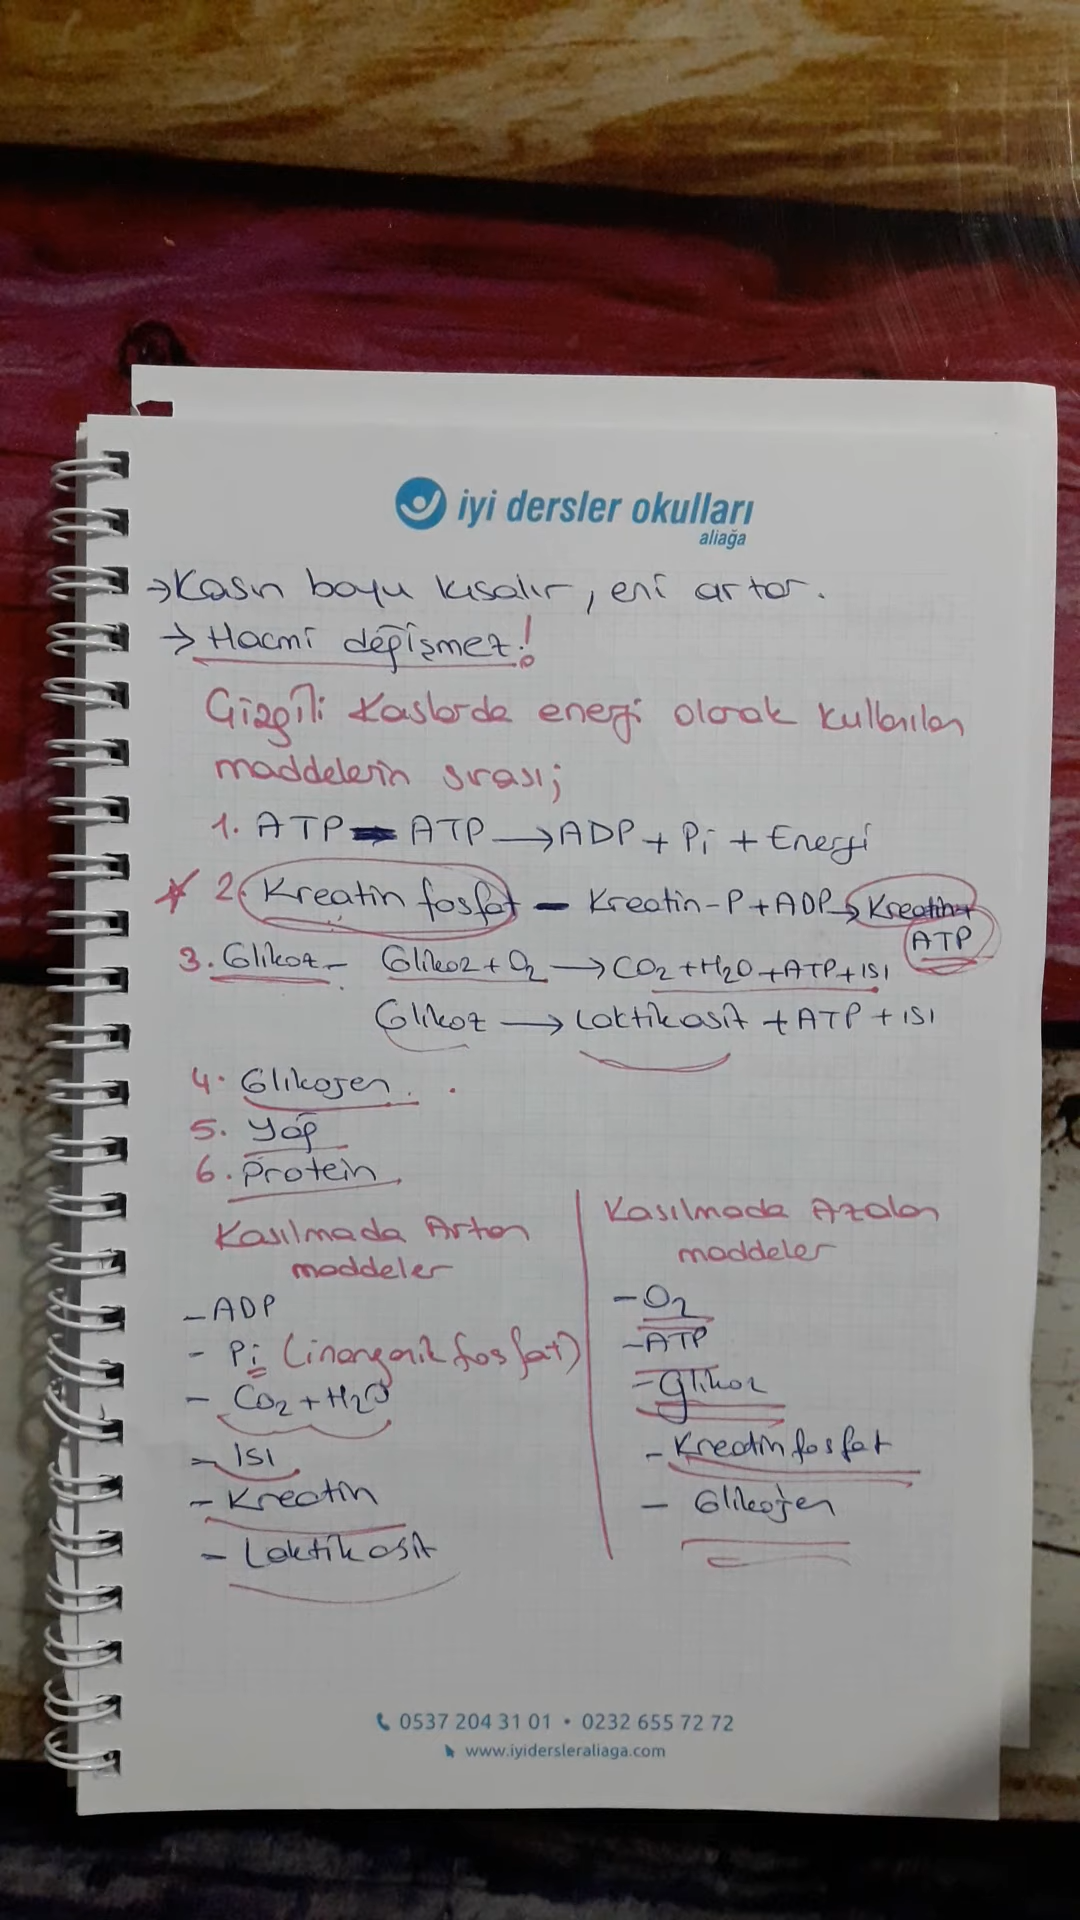 iyi dersler okulları
aliağa
→Kasın boyu kısalır, eni artar.
→ Hacmi değişmez!
Çizgili Kaslarda enerji olarak kullanılan
maddelerin sırası;
1. ATP - ATP → ADP + Pi + Enerji
* 2. Kreatin fosfat - Kreatin-P + ADP → Kreatin+
ATP
3. Glikoz - Glikoz + O2 → CO2 + H2O + ATP + ISI
Glikoz → Laktik asit + ATP + ISI
4. Glikojen.
5. Yağ
6. Protein
Kasılmada Artan
maddeler
- ADP
- Pi (inorganik fosfat)
- CO2 + H2O
- ISI
- Kreatin
- Laktik asit
Kasılmada Azalan
maddeler
- O2
- ATP
- Glikoz
- Kreatin fosfat
- Glikojen
0537 204 31 01 • 0232 655 72 72
www.iyidersleraliaga.com